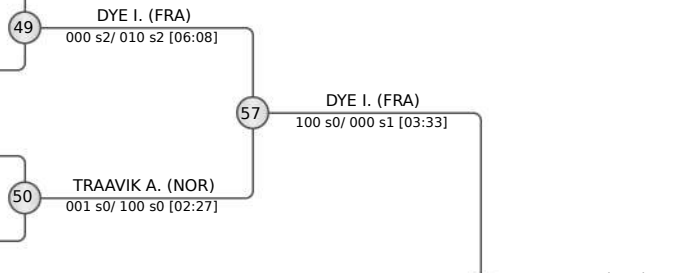 DYE I. (FRA)
49
000 s2/ 010 s2 [06:08]
DYE I. (FRA)
57
100 s0/ 000 s1 [03:33]
TRAAVIK A. (NOR)
50
001 s0/ 100 s0 [02:27]